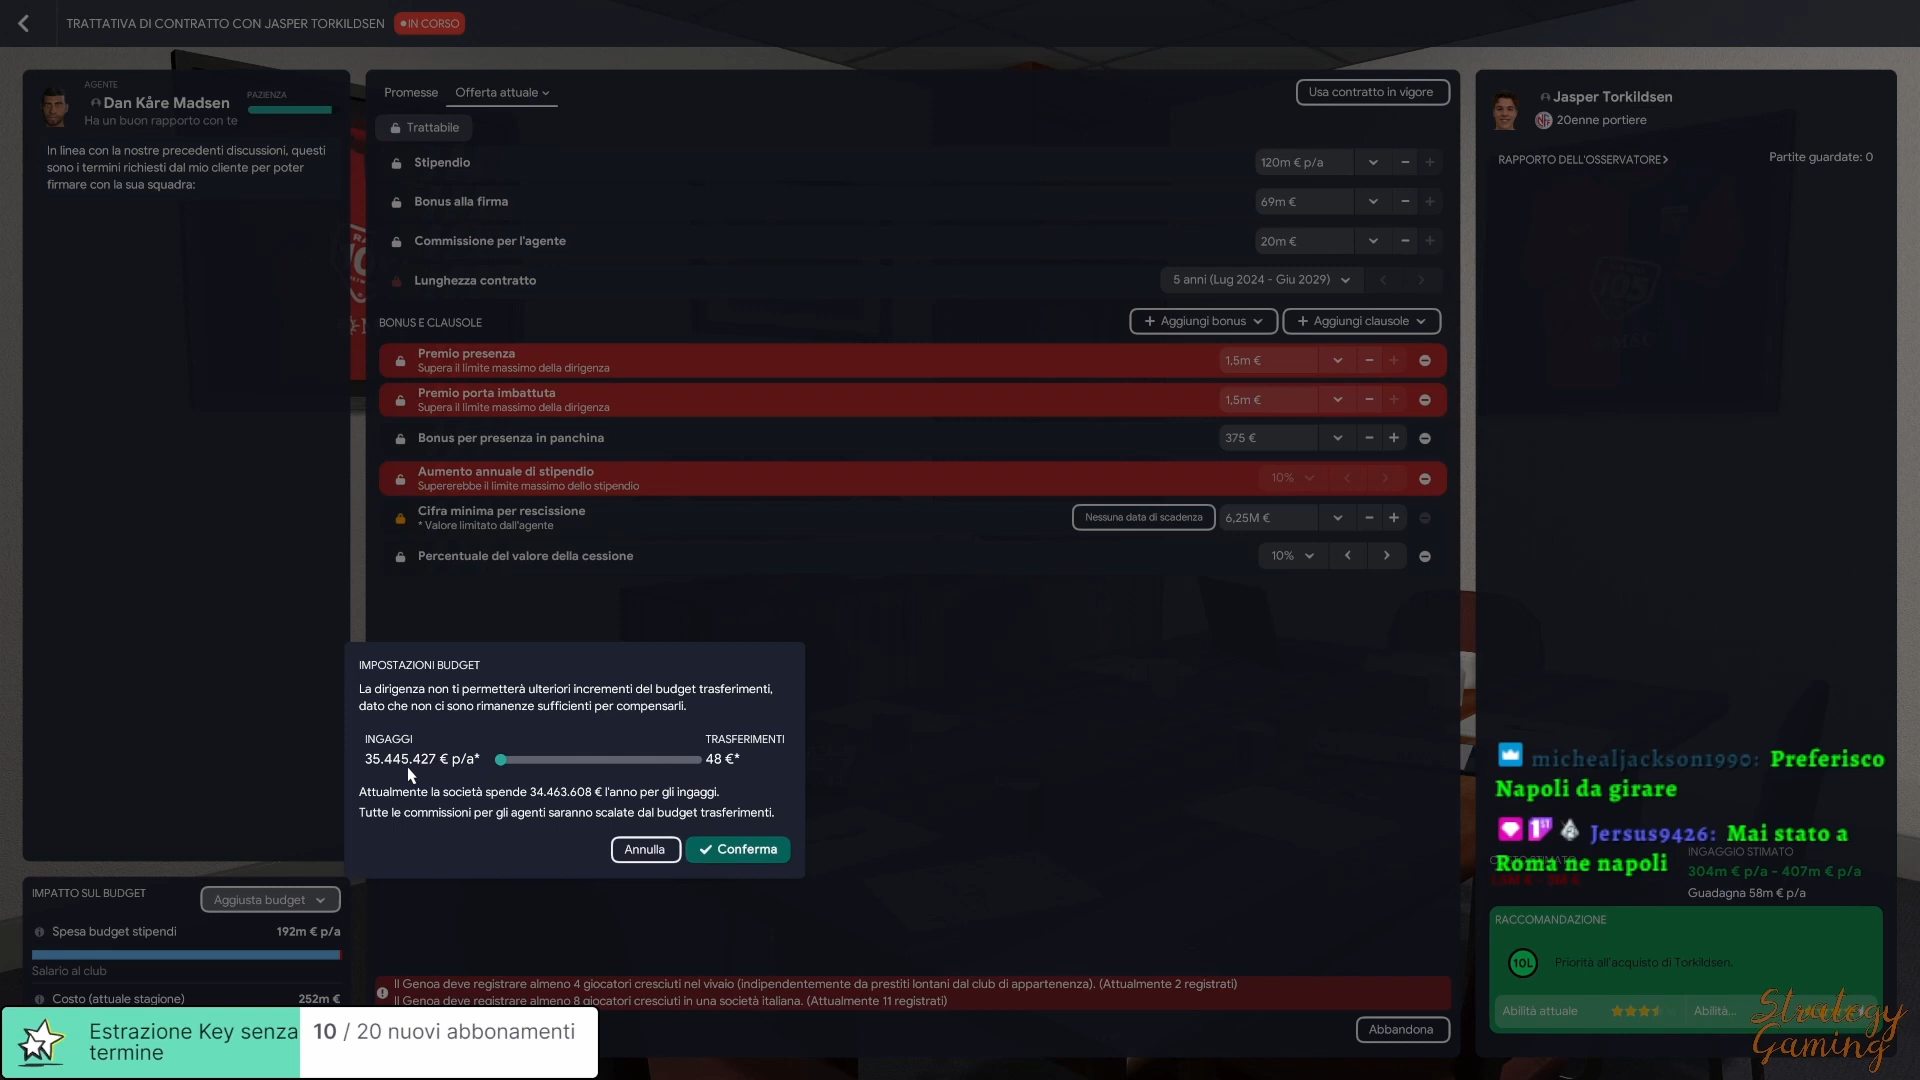 TRATTATIVA DI CONTRATTO CON JASPER TORKILDSEN
IN CORSO
AGENTE
Dan Kåre Madsen
Ha un buon rapporto con te
PAZIENZA
In linea con la nostre precedenti discussioni, questi
sono i termini richiesti dal mio cliente per poter
firmare con la sua squadra:
Promesse
Offerta attuale
Usa contratto in vigore
Trattabile
Stipendio
120m € p/a
Bonus alla firma
69m €
Commissione per l'agente
20m €
Lunghezza contratto
5 anni (Lug 2024 - Giu 2029)
BONUS E CLAUSOLE
Aggiungi bonus
Aggiungi clausole
Premio presenza
Supera il limite massimo della dirigenza
1,5m €
Premio porta imbattuta
Supera il limite massimo della dirigenza
1,5m €
Bonus per presenza in panchina
375 €
Aumento annuale di stipendio
Supererebbe il limite massimo dello stipendio
10%
Cifra minima per rescissione
* Valore limitato dall'agente
Nessuna data di scadenza
6,25M €
Percentuale del valore della cessione
10%
Jasper Torkildsen
20enne portiere
RAPPORTO DELL'OSSERVATORE
Partite guardate: 0
IMPOSTAZIONI BUDGET
La dirigenza non ti permetterà ulteriori incrementi del budget trasferimenti,
dato che non ci sono rimanenze sufficienti per compensarli.
INGAGGI
35.445.427 € p/a*
TRASFERIMENTI
48 €*
Attualmente la società spende 34.463.608 € l'anno per gli ingaggi.
Tutte le commissioni per gli agenti saranno scalate dal budget trasferimenti.
Annulla
Conferma
michealjackson1990: Preferisco
Napoli da girare
1ST
Jersus9426: Mai stato a
Roma ne napoli
INGAGGIO STIMATO
304m € p/a - 407m € p/a
Guadagna 58m € p/a
IMPATTO SUL BUDGET
Aggiusta budget
Spesa budget stipendi
192m € p/a
Salario al club
Costo (attuale stagione)
252m €
RACCOMANDAZIONE
10L
Priorità all'acquisto di Torkildsen.
Abilità attuale
Abilità...
Il Genoa deve registrare almeno 4 giocatori cresciuti nel vivaio (indipendentemente da prestiti lontani dal club di appartenenza). (Attualmente 2 registrati)
Il Genoa deve registrare almeno 8 giocatori cresciuti in una società italiana. (Attualmente 11 registrati)
Abbandona
Estrazione Key senza
termine
10 / 20 nuovi abbonamenti
Strategy
Gaming